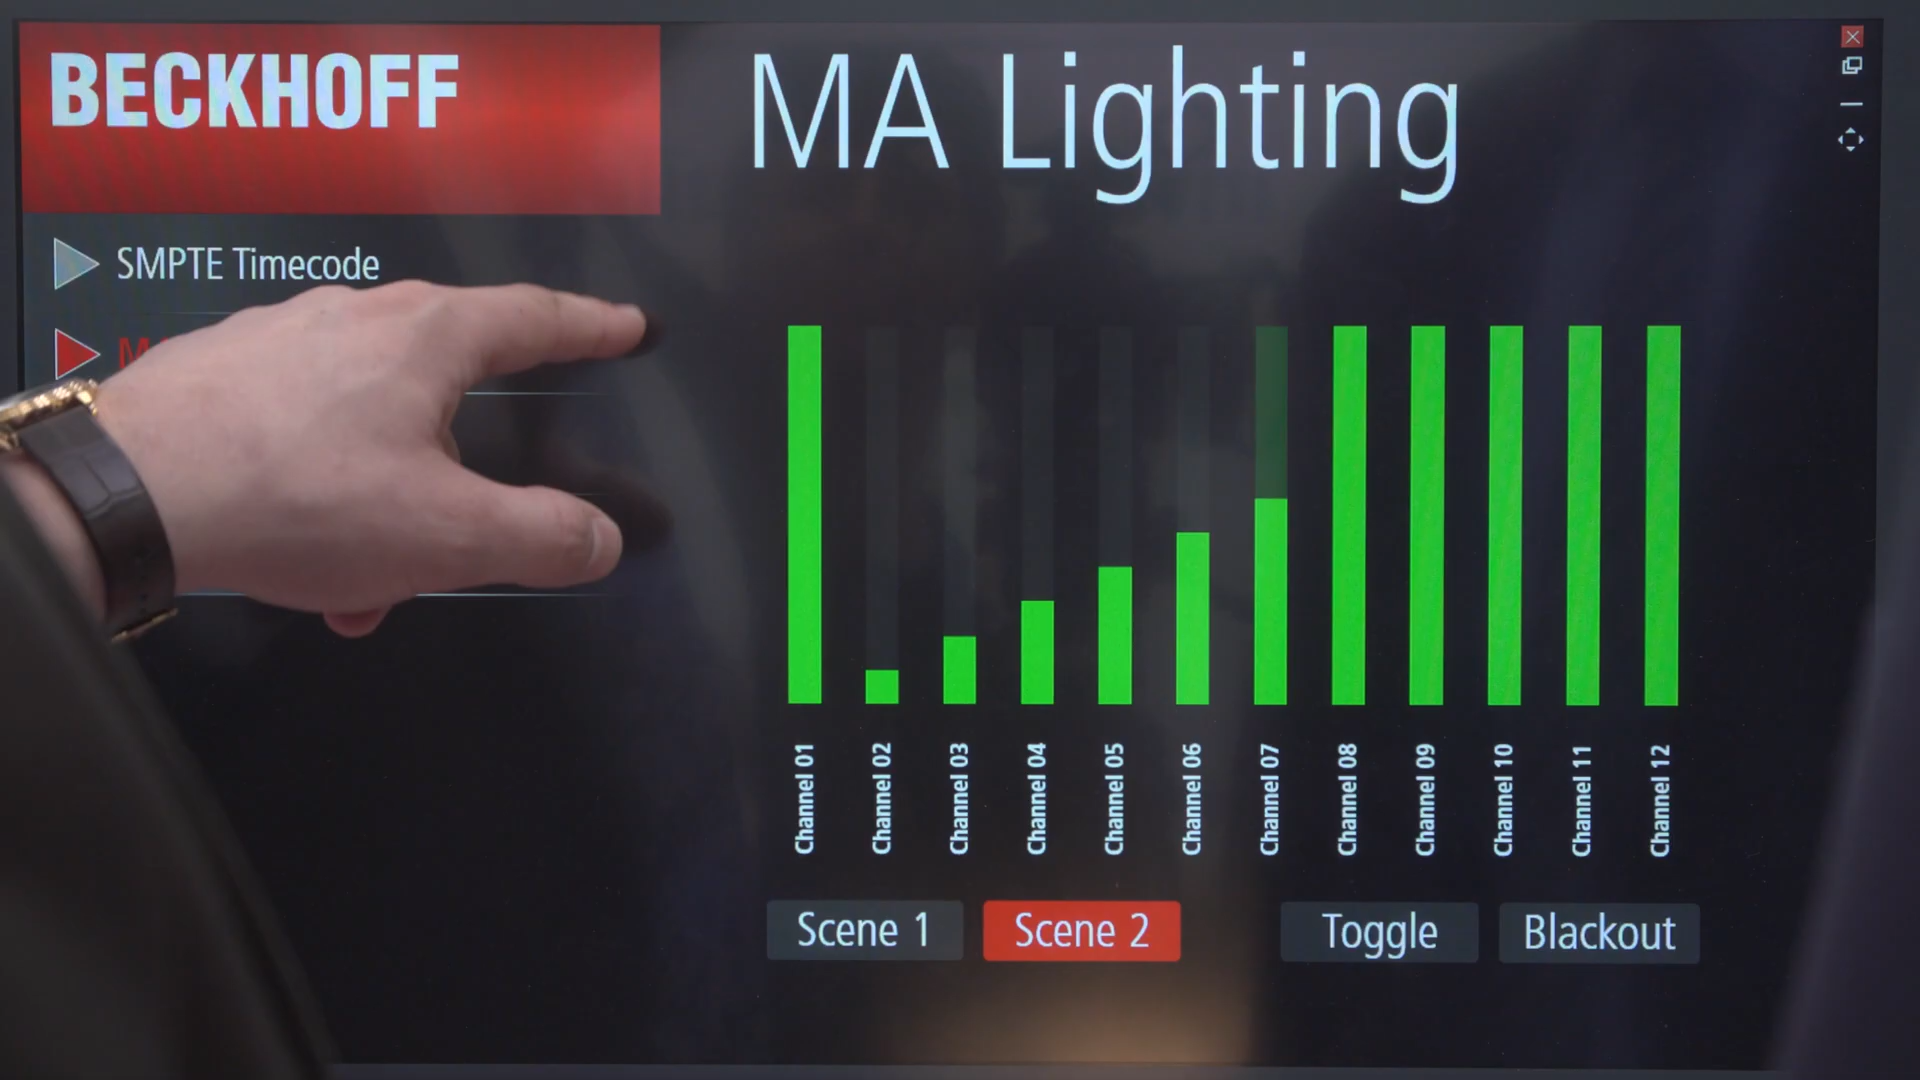 BECKHOFF
MA Lighting
SMPTE Timecode
Channel 01
Channel 02
Channel 03
Channel 04
Channel 05
Channel 06
Channel 07
Channel 08
Channel 09
Channel 10
Channel 11
Channel 12
Scene 1
Scene 2
Toggle
Blackout